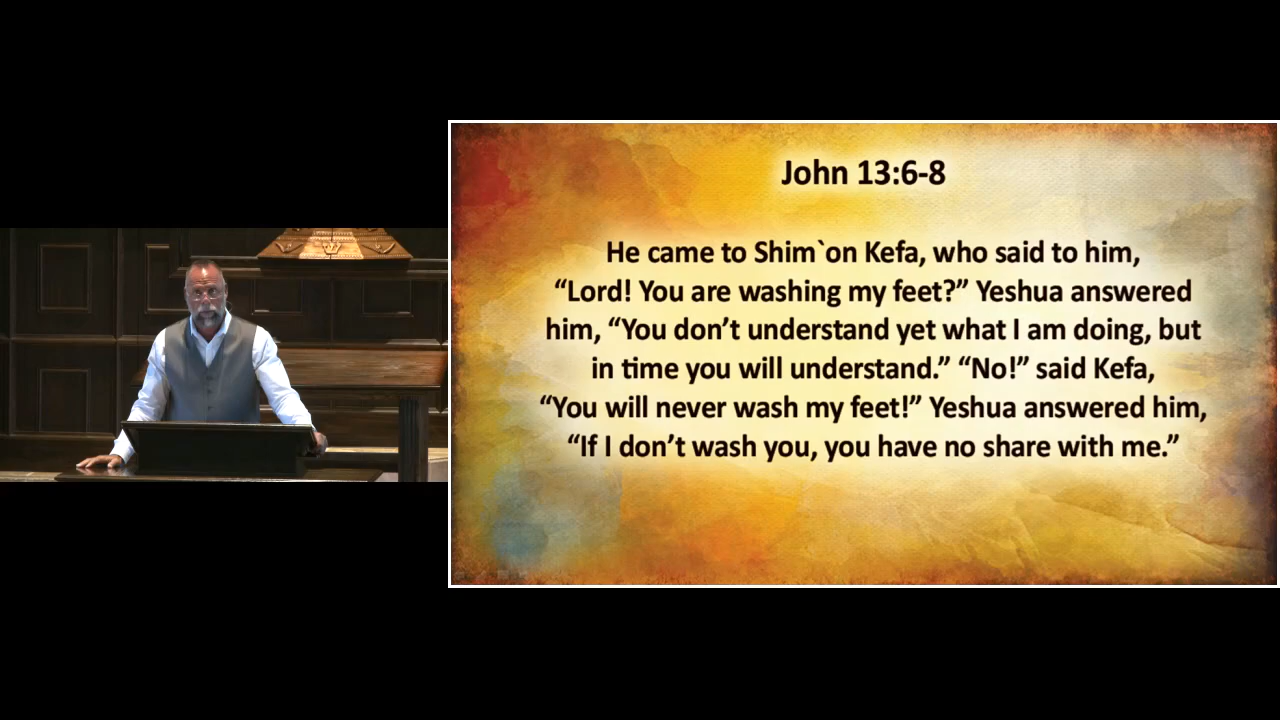 John 13:6-8
He came to Shim`on Kefa, who said to him,
“Lord! You are washing my feet?” Yeshua answered
him, “You don’t understand yet what I am doing, but
in time you will understand.” “No!” said Kefa,
“You will never wash my feet!” Yeshua answered him,
“If I don’t wash you, you have no share with me.”